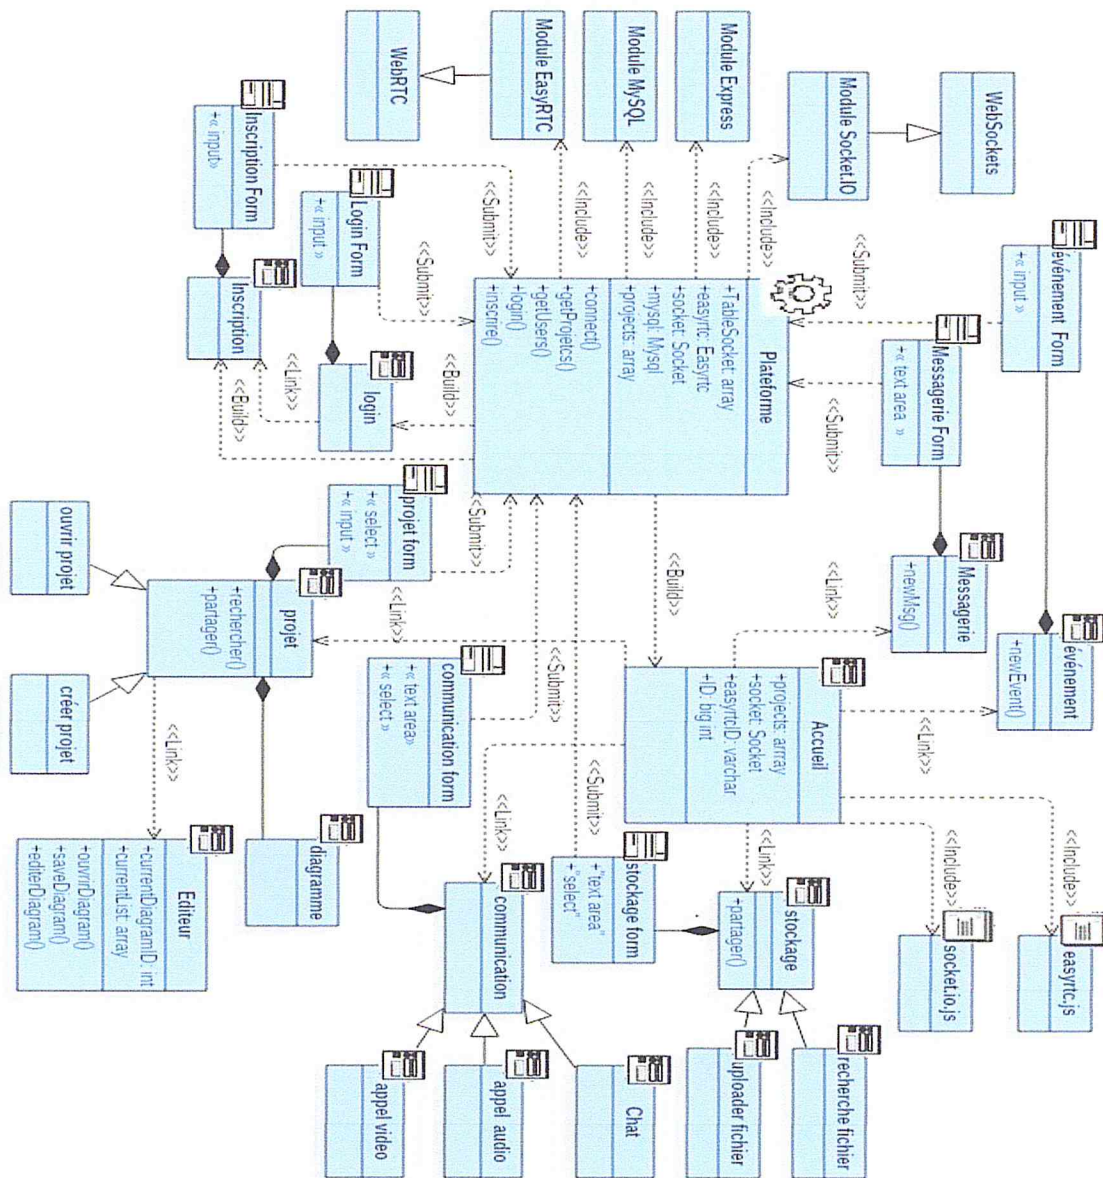 WebSockets
Module Socket.IO
Module Express
Module MySQL
Module EasyRTC
WebRTC
<<Include>>
<<Include>>
<<Include>>
<<Include>>
événement Form
+« input »
Messagerie Form
+« text area »
<<Submit>>
<<Submit>>
Plateforme
+TableSocket: array
+easyrtc: Easyrtc
+socket: Socket
+mysql: Mysql
+projects: array
+connect()
+getProjetcs()
+getUsers()
+login()
+inscrire()
Login Form
+« input »
<<Submit>>
Inscription Form
+« input»
<<Submit>>
login
<<Build>>
Inscription
<<Link>>
<<Build>>
événement
+newEvent()
Messagerie
+newMsg()
<<Link>>
<<Link>>
<<Build>>
Accueil
+projects: arrray
+socket: Socket
+easyrtcID: varchar
+ID: big int
easyrtc.js
<<Include>>
socket.io.js
<<Include>>
projet form
+« select »
+« input »
<<Submit>>
projet
+rechercher()
+partager()
<<Link>>
ouvrir projet
créer projet
communication form
+« text area»
+« select »
<<Submit>>
<<Submit>>
stockage form
+"text area"
+"select"
stockage
+partager()
<<Link>>
communication
<<Link>>
diagramme
<<Link>>
Editeur
+currentDiagramID: int
+currentList: array
+ouvrirDiagram()
+saveDiagram()
+editerDiagram()
recherche fichier
uploader fichier
Chat
appel audio
appel video